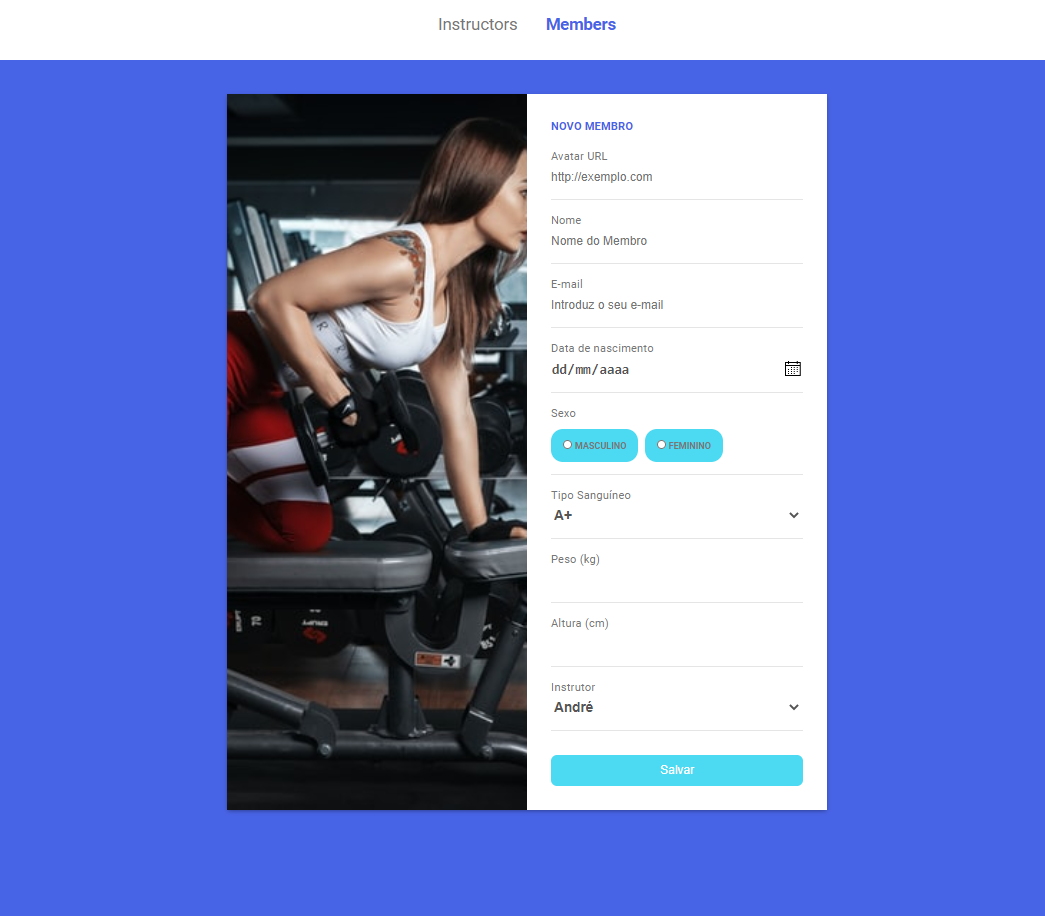 Instructors Members
NOVO MEMBRO
Avatar URL
http://exemplo.com
Nome
Nome do Membro
E-mail
Introduz o seu e-mail
Data de nascimento
dd/mm/aaaa
Sexo
MASCULINO FEMININO
Tipo Sanguíneo
A+
Peso (kg)
Altura (cm)
Instrutor
André
Salvar
70